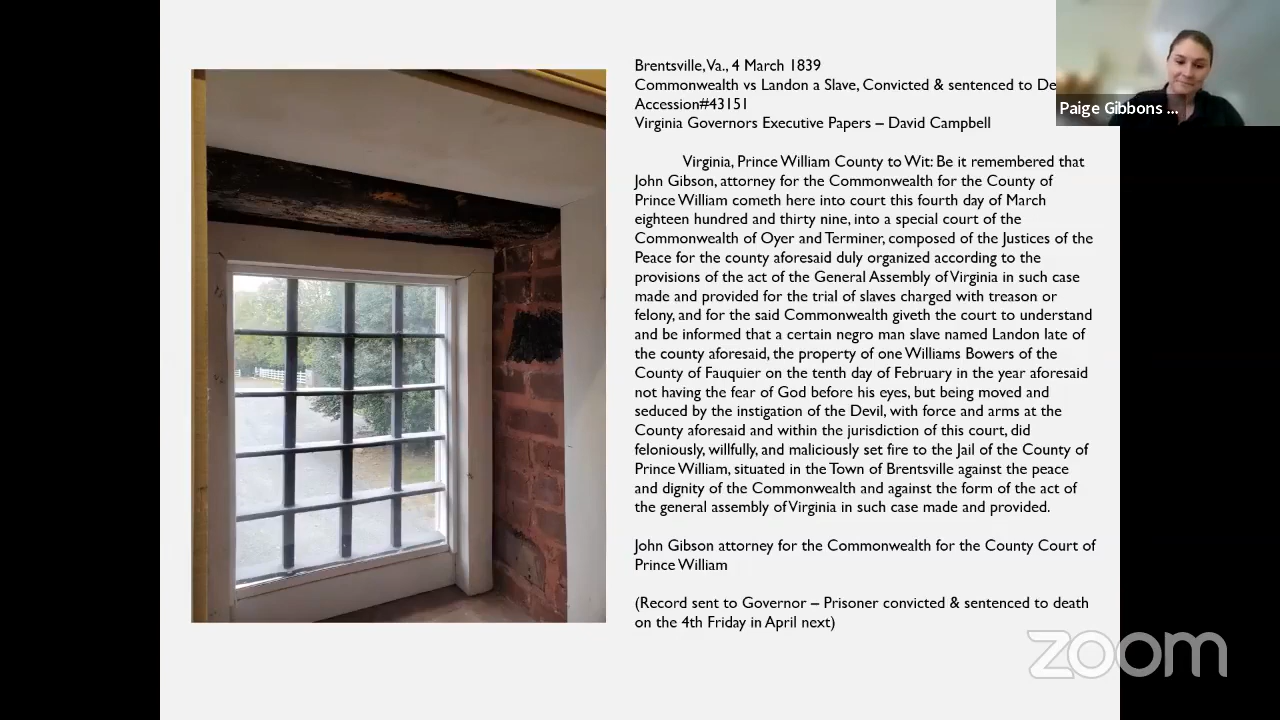 Brentsville, Va., 4 March 1839
Commonwealth vs Landon a Slave, Convicted & sentenced to
Accession#43151
Virginia Governors Executive Papers – David Campbell
Virginia, Prince William County to Wit: Be it remembered that
John Gibson, attorney for the Commonwealth for the County of
Prince William cometh here into court this fourth day of March
eighteen hundred and thirty nine, into a special court of the
Commonwealth of Oyer and Terminer, composed of the Justices of the
Peace for the county aforesaid duly organized according to the
provisions of the act of the General Assembly of Virginia in such case
made and provided for the trial of slaves charged with treason or
felony, and for the said Commonwealth giveth the court to understand
and be informed that a certain negro man slave named Landon late of
the county aforesaid, the property of one Williams Bowers of the
County of Fauquier on the tenth day of February in the year aforesaid
not having the fear of God before his eyes, but being moved and
seduced by the instigation of the Devil, with force and arms at the
County aforesaid and within the jurisdiction of this court, did
feloniously, willfully, and maliciously set fire to the Jail of the County of
Prince William, situated in the Town of Brentsville against the peace
and dignity of the Commonwealth and against the form of the act of
the general assembly of Virginia in such case made and provided.
John Gibson attorney for the Commonwealth for the County Court of
Prince William
(Record sent to Governor – Prisoner convicted & sentenced to death
on the 4th Friday in April next)
Paige Gibbons ...
zoom